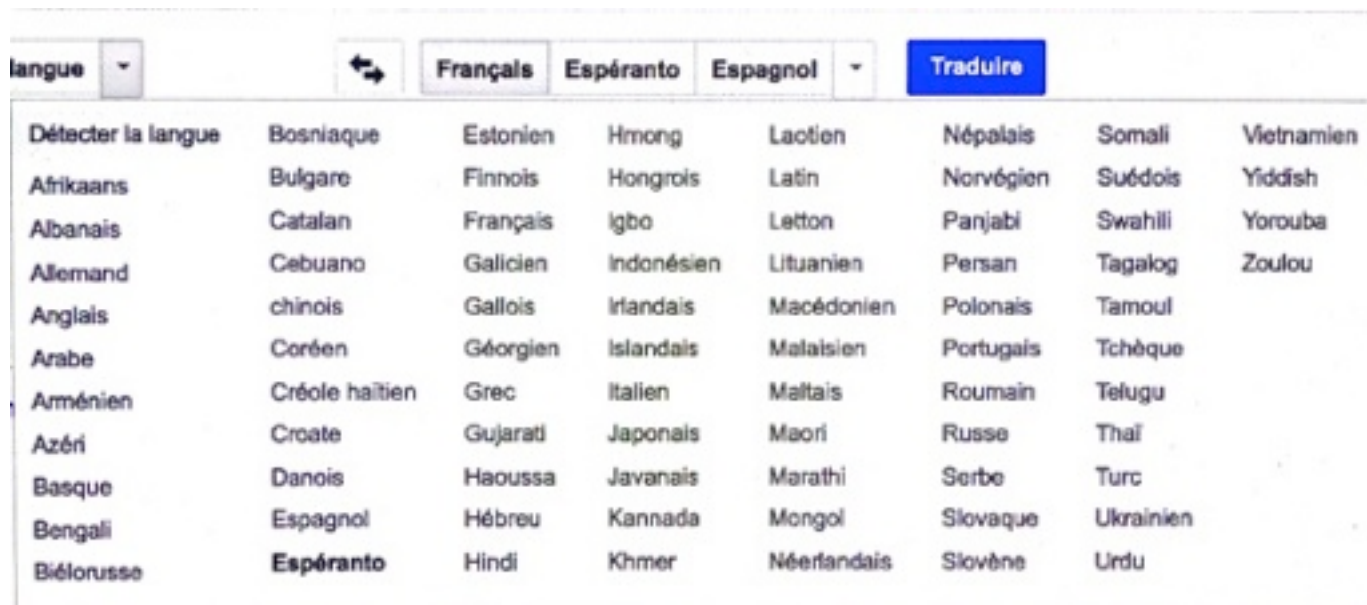 langue
Français Espéranto Espagnol Traduire
Détecter la langue Bosniaque Estonien Hmong Laotien Népalais Somali Vietnamien
Afrikaans Bulgare Finnois Hongrois Latin Norvégien Suédois Yiddish
Albanais Catalan Français Igbo Letton Panjabi Swahili Yorouba
Allemand Cebuano Galicien Indonésien Lituanien Persan Tagalog Zoulou
Anglais chinois Gallois Irlandais Macédonien Polonais Tamoul
Arabe Coréen Géorgien Islandais Malaisien Portugais Tchèque
Arménien Créole haïtien Grec Italien Maltais Roumain Telugu
Azéri Croate Gujarati Japonais Maori Russe Thaï
Basque Danois Haoussa Javanais Marathi Serbe Turc
Bengali Espagnol Hébreu Kannada Mongol Slovaque Ukrainien
Biélorusse Espéranto Hindi Khmer Néerlandais Slovène Urdu